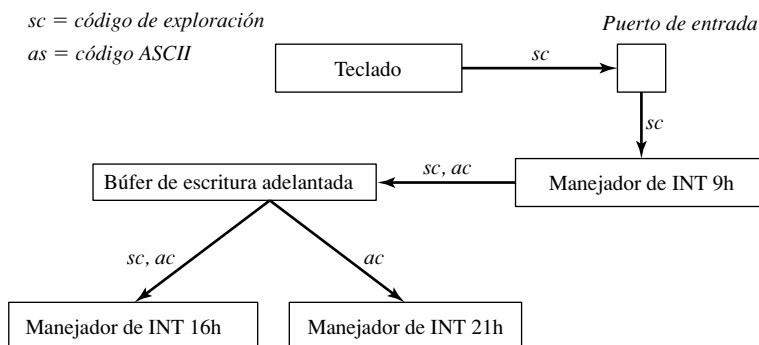 sc = código de exploración
as = código ASCII
Puerto de entrada
Teclado
sc
sc
Búfer de escritura adelantada
sc, ac
Manejador de INT 9h
sc, ac
ac
Manejador de INT 16h
Manejador de INT 21h